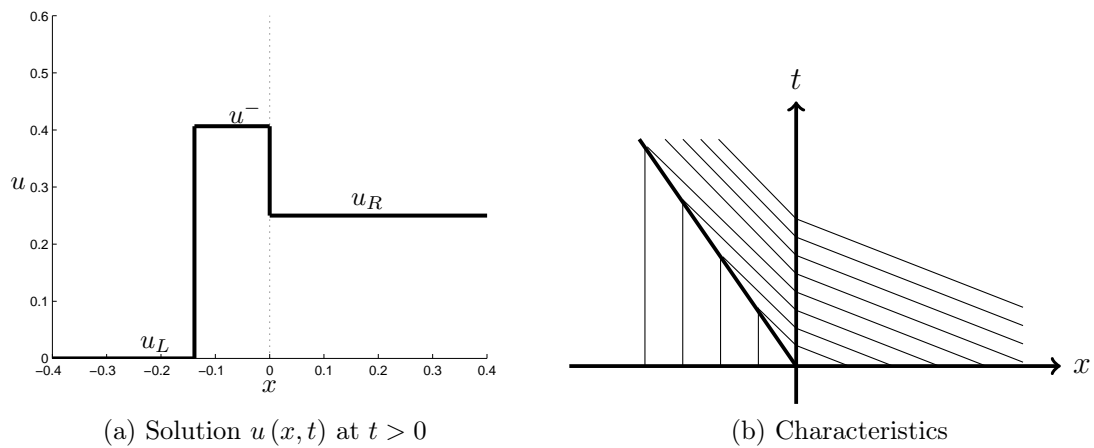 0.6
0.5
0.4
0.3
0.2
0.1
0
u
u⁻
u_R
u_L
−0.4 −0.3 −0.2 −0.1 0 0.1 0.2 0.3 0.4
x
t
x
(a) Solution u (x, t) at t > 0
(b) Characteristics